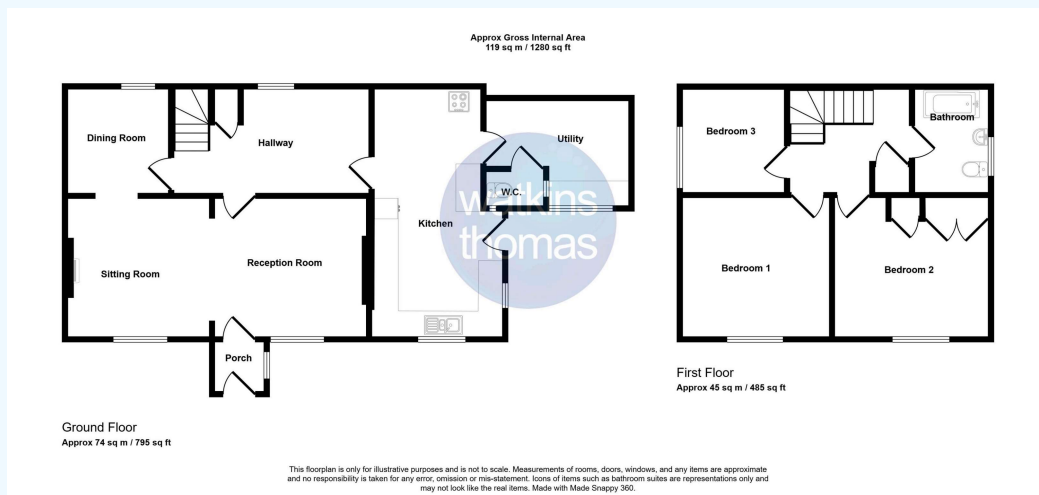 Approx Gross Internal Area
119 sq m / 1280 sq ft
Dining Room
Hallway
Utility
W.C.
Kitchen
Sitting Room
Reception Room
Porch
watkins
thomas
Bedroom 3
Bathroom
Bedroom 1
Bedroom 2
Ground Floor
Approx 74 sq m / 795 sq ft
First Floor
Approx 45 sq m / 485 sq ft
This floorplan is only for illustrative purposes and is not to scale. Measurements of rooms, doors, windows, and any items are approximate
and no responsibility is taken for any error, omission or mis-statement. Icons of items such as bathroom suites are representations only and
may not look like the real items. Made with Made Snappy 360.